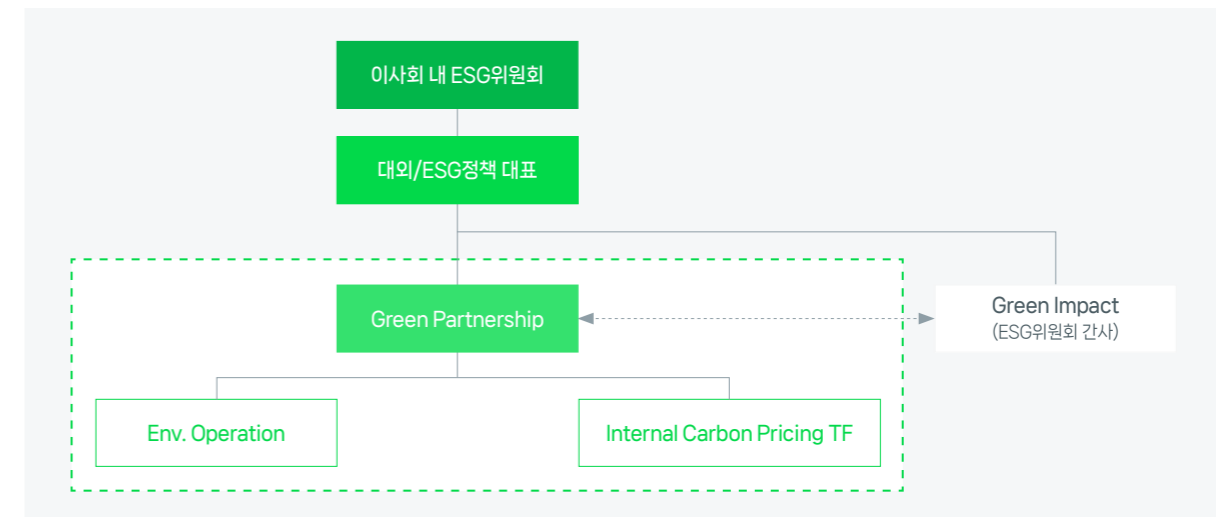 이사회 내 ESG위원회
대외/ESG정책 대표
Green Partnership
Green Impact
(ESG위원회 간사)
Env. Operation
Internal Carbon Pricing TF